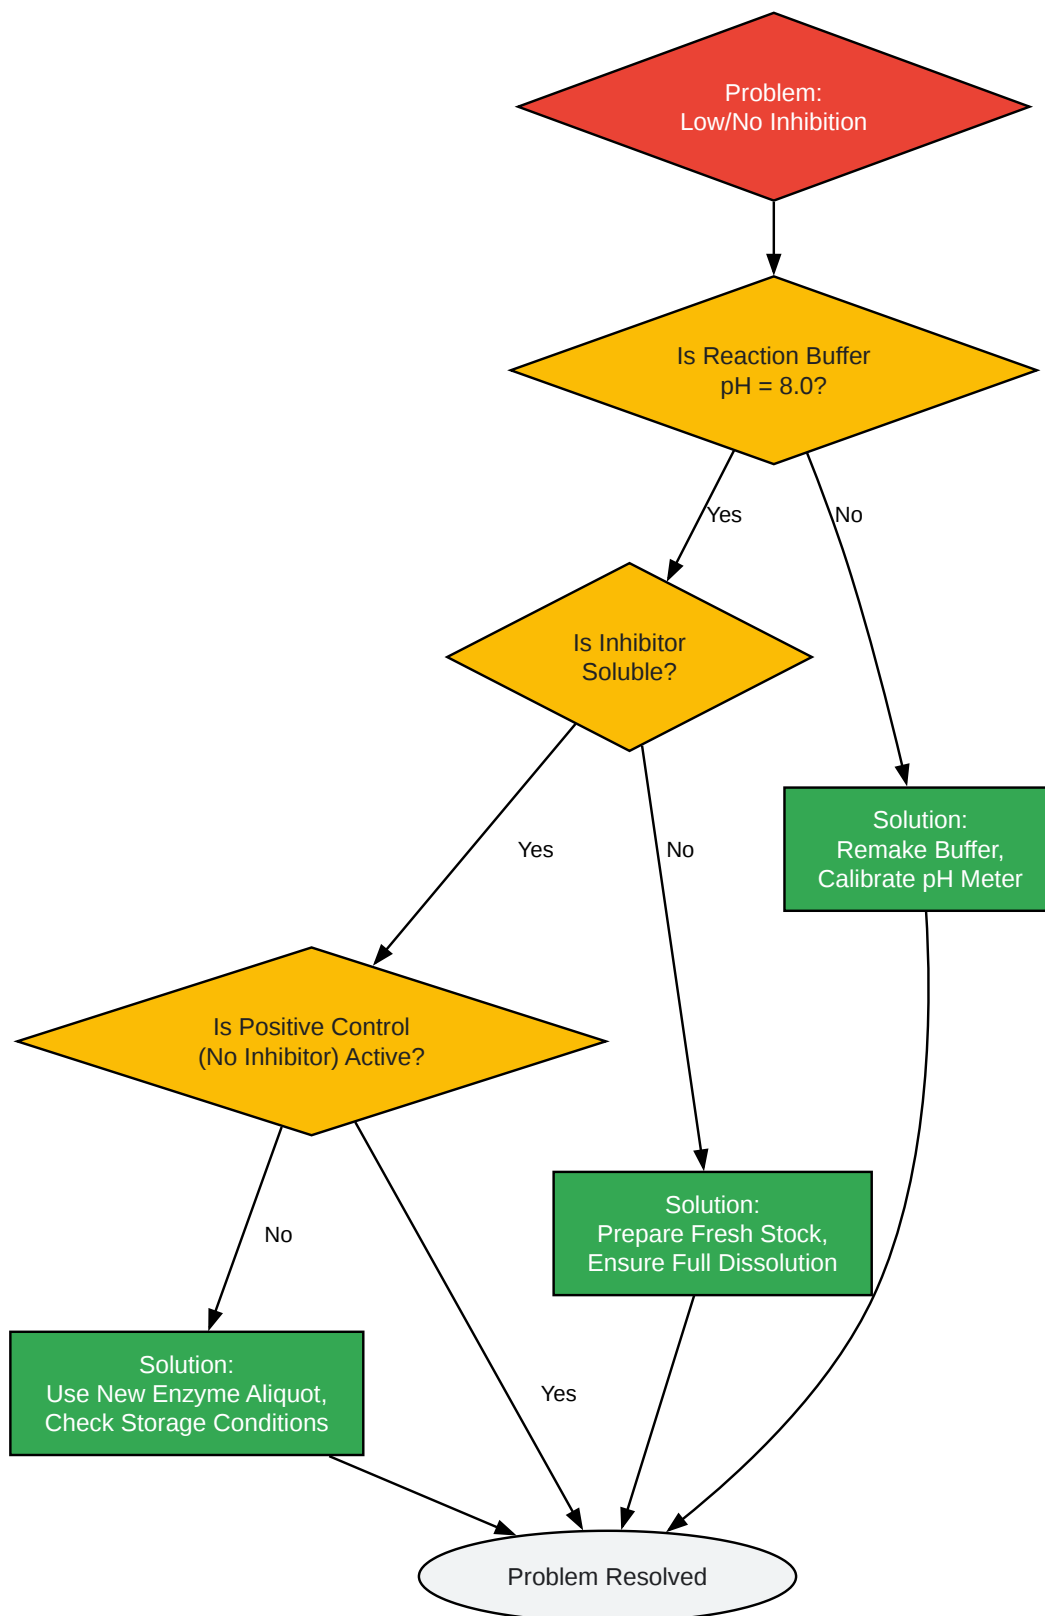 Problem:
Low/No Inhibition
Is Reaction Buffer
pH = 8.0?
Yes
No
Is Inhibitor
Soluble?
Solution:
Remake Buffer,
Calibrate pH Meter
Yes
No
Is Positive Control
(No Inhibitor) Active?
Solution:
Prepare Fresh Stock,
Ensure Full Dissolution
No
Yes
Solution:
Use New Enzyme Aliquot,
Check Storage Conditions
Problem Resolved